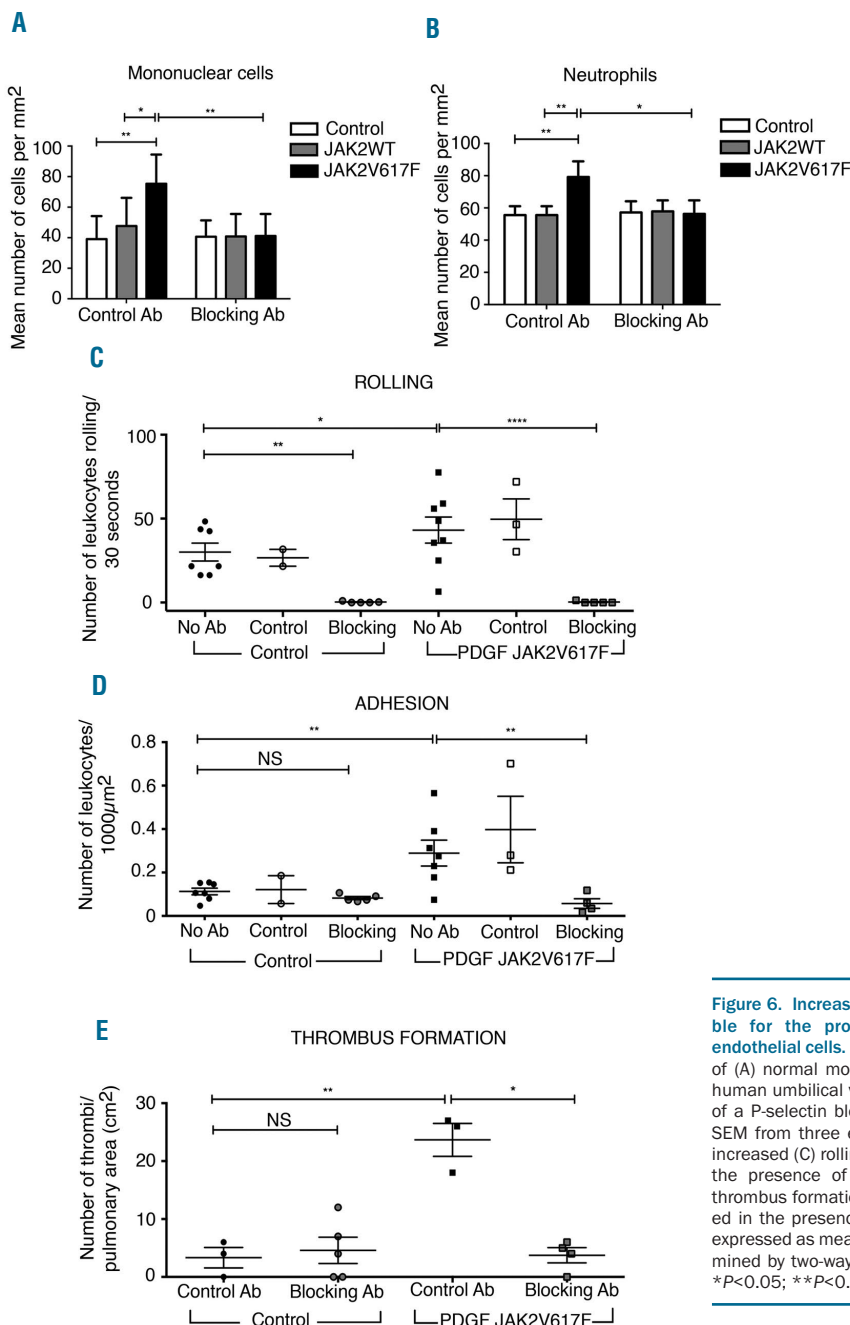 A
Mononuclear cells
Mean number of cells per mm2
100
80
60
40
20
0
**
*
**
Control
JAK2WT
JAK2V617F
Control Ab
Blocking Ab
B
Neutrophils
Mean number of cells per mm2
100
80
60
40
20
0
**
**
*
Control
JAK2WT
JAK2V617F
Control Ab
Blocking Ab
C
ROLLING
Number of leukocytes rolling/
30 seconds
100
50
0
*
**
****
No Ab Control Blocking No Ab Control Blocking
Control PDGF JAK2V617F
D
ADHESION
Number of leukocytes/
1000µm2
0.8
0.6
0.4
0.2
0
**
NS
**
No Ab Control Blocking No Ab Control Blocking
Control PDGF JAK2V617F
E
THROMBUS FORMATION
Number of thrombi/
pulmonary area (cm2)
30
20
10
0
**
NS
*
Control Ab Blocking Ab Control Ab Blocking Ab
Control PDGF JAK2V617F
Figure 6. Increas
ble for the pro
endothelial cells.
of (A) normal mo
human umbilical v
of a P-selectin blo
SEM from three e
increased (C) rollin
the presence of
thrombus formatio
ed in the presenc
expressed as mea
mined by two-way
*P<0.05; **P<0.